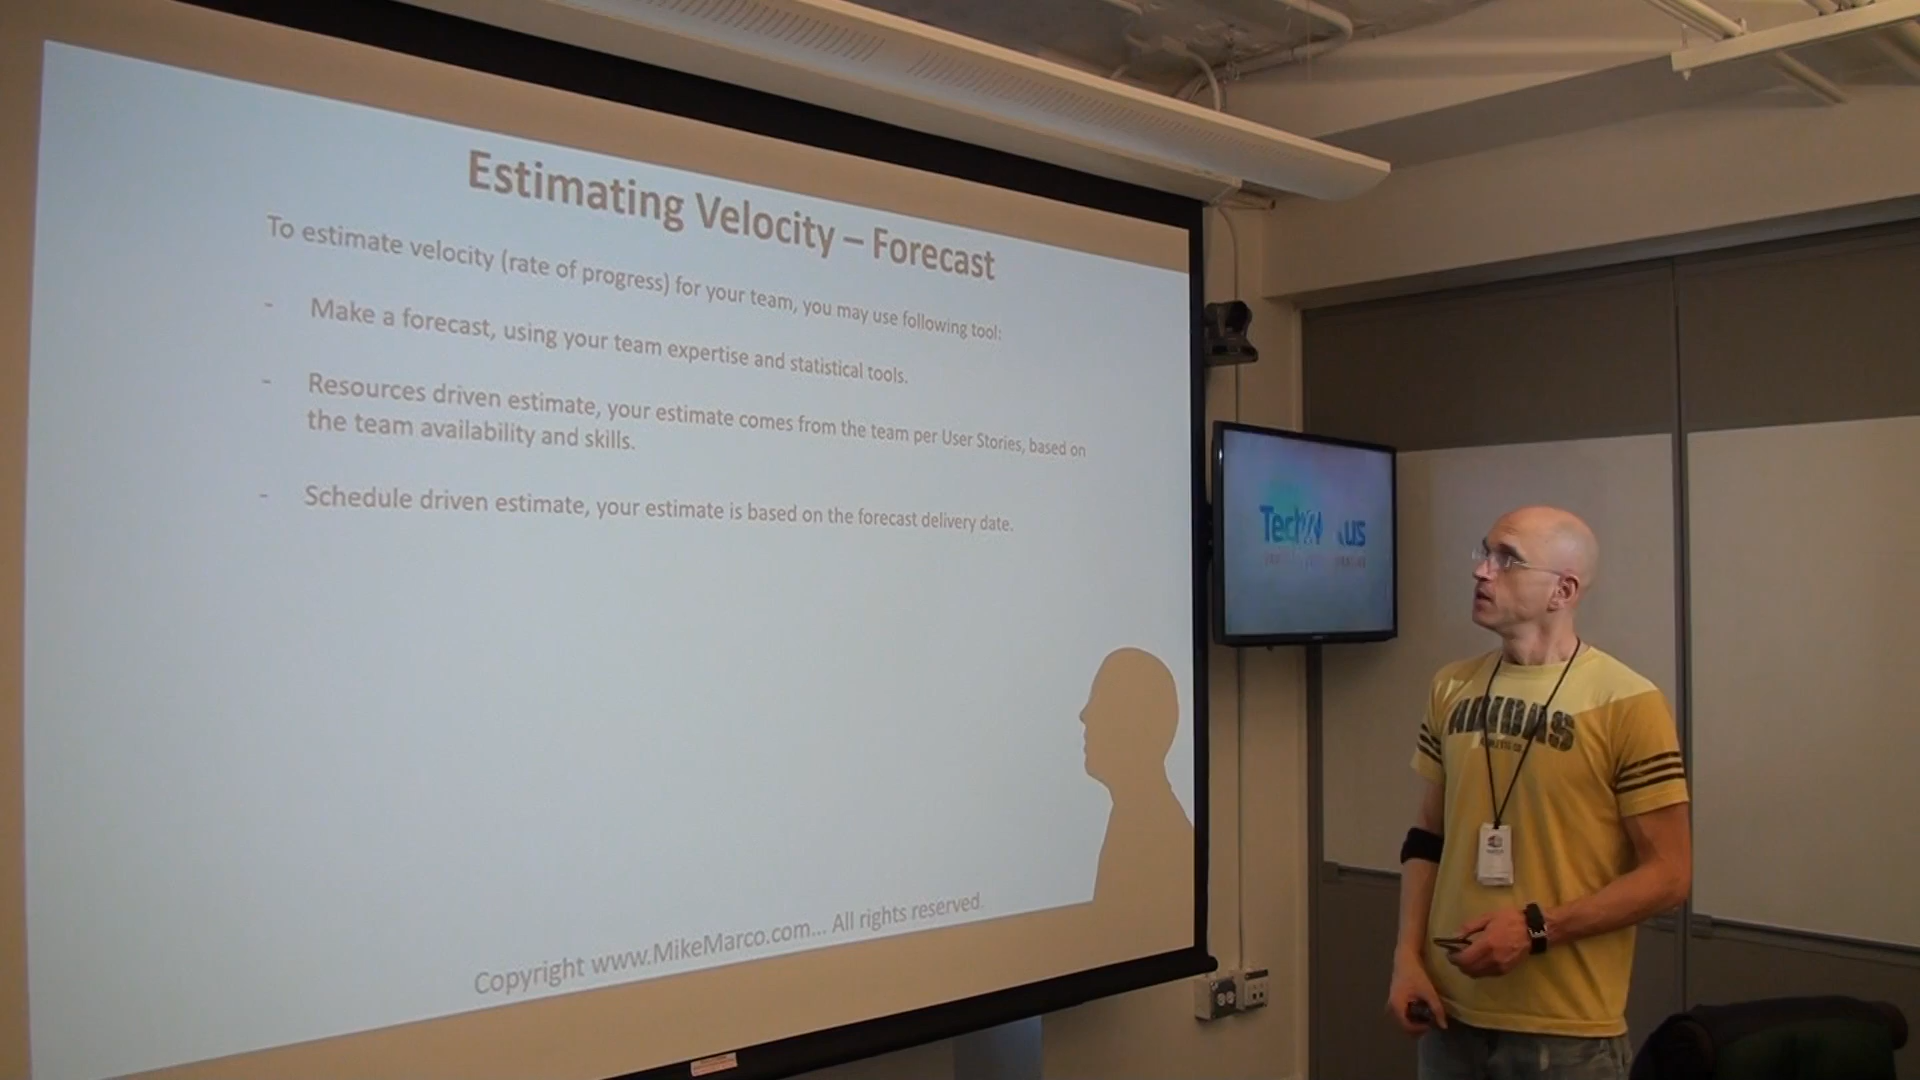 Estimating Velocity – Forecast
To estimate velocity (rate of progress) for your team, you may use following tool:
- Make a forecast, using your team expertise and statistical tools.
- Resources driven estimate, your estimate comes from the team per User Stories, based on
the team availability and skills.
- Schedule driven estimate, your estimate is based on the forecast delivery date.
Copyright www.MikeMarco.com... All rights reserved.
ADIDAS